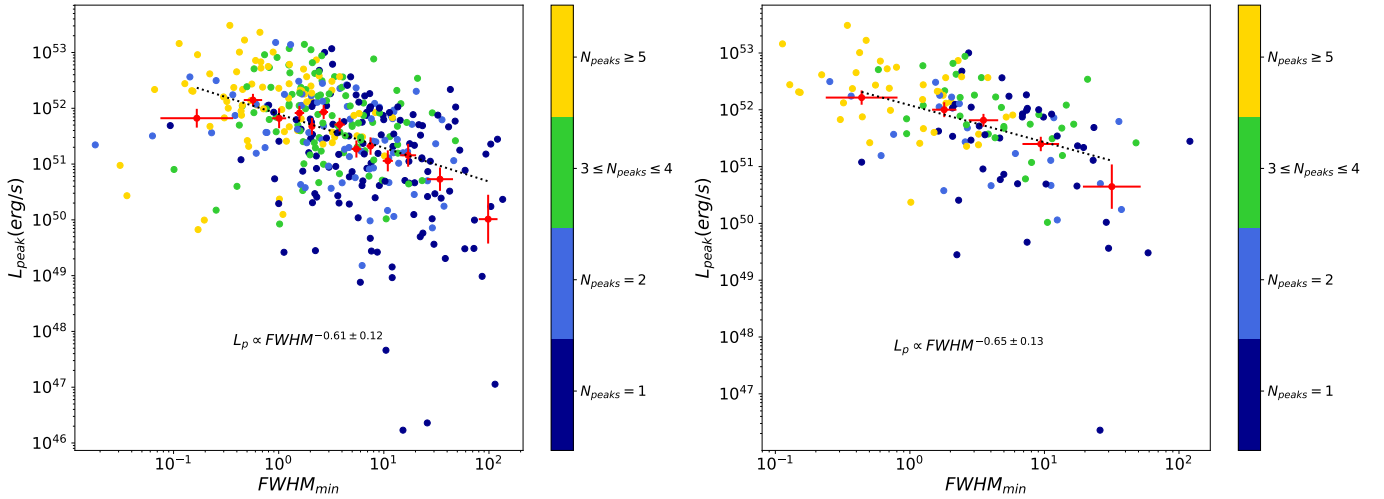 10^53
10^52
10^51
10^50
10^49
10^48
10^47
10^46
L_peak(erg/s)
10^-1
10^0
10^1
10^2
FWHM_min
L_p ∝ FWHM^-0.61 ± 0.12
N_peaks ≥ 5
3 ≤ N_peaks ≤ 4
N_peaks = 2
N_peaks = 1
10^53
10^52
10^51
10^50
10^49
10^48
10^47
L_peak(erg/s)
10^-1
10^0
10^1
10^2
FWHM_min
L_p ∝ FWHM^-0.65 ± 0.13
N_peaks ≥ 5
3 ≤ N_peaks ≤ 4
N_peaks = 2
N_peaks = 1